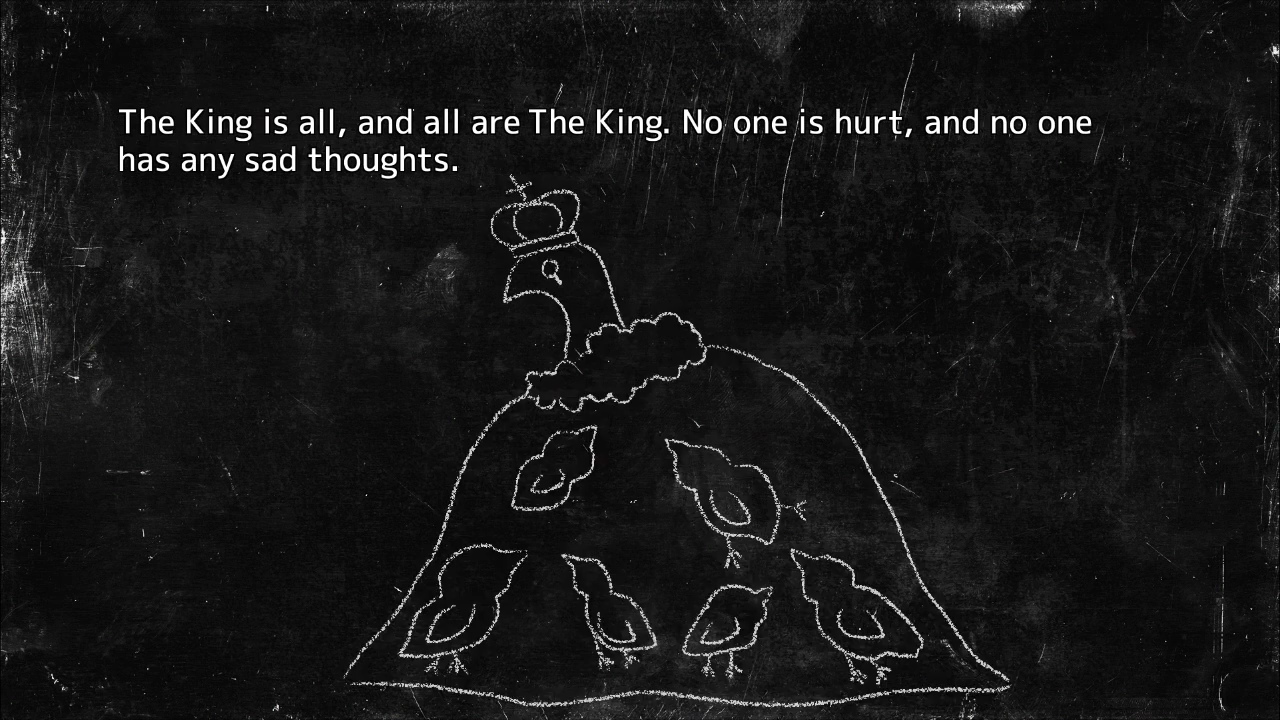 The King is all, and all are The King. No one is hurt, and no one
has any sad thoughts.